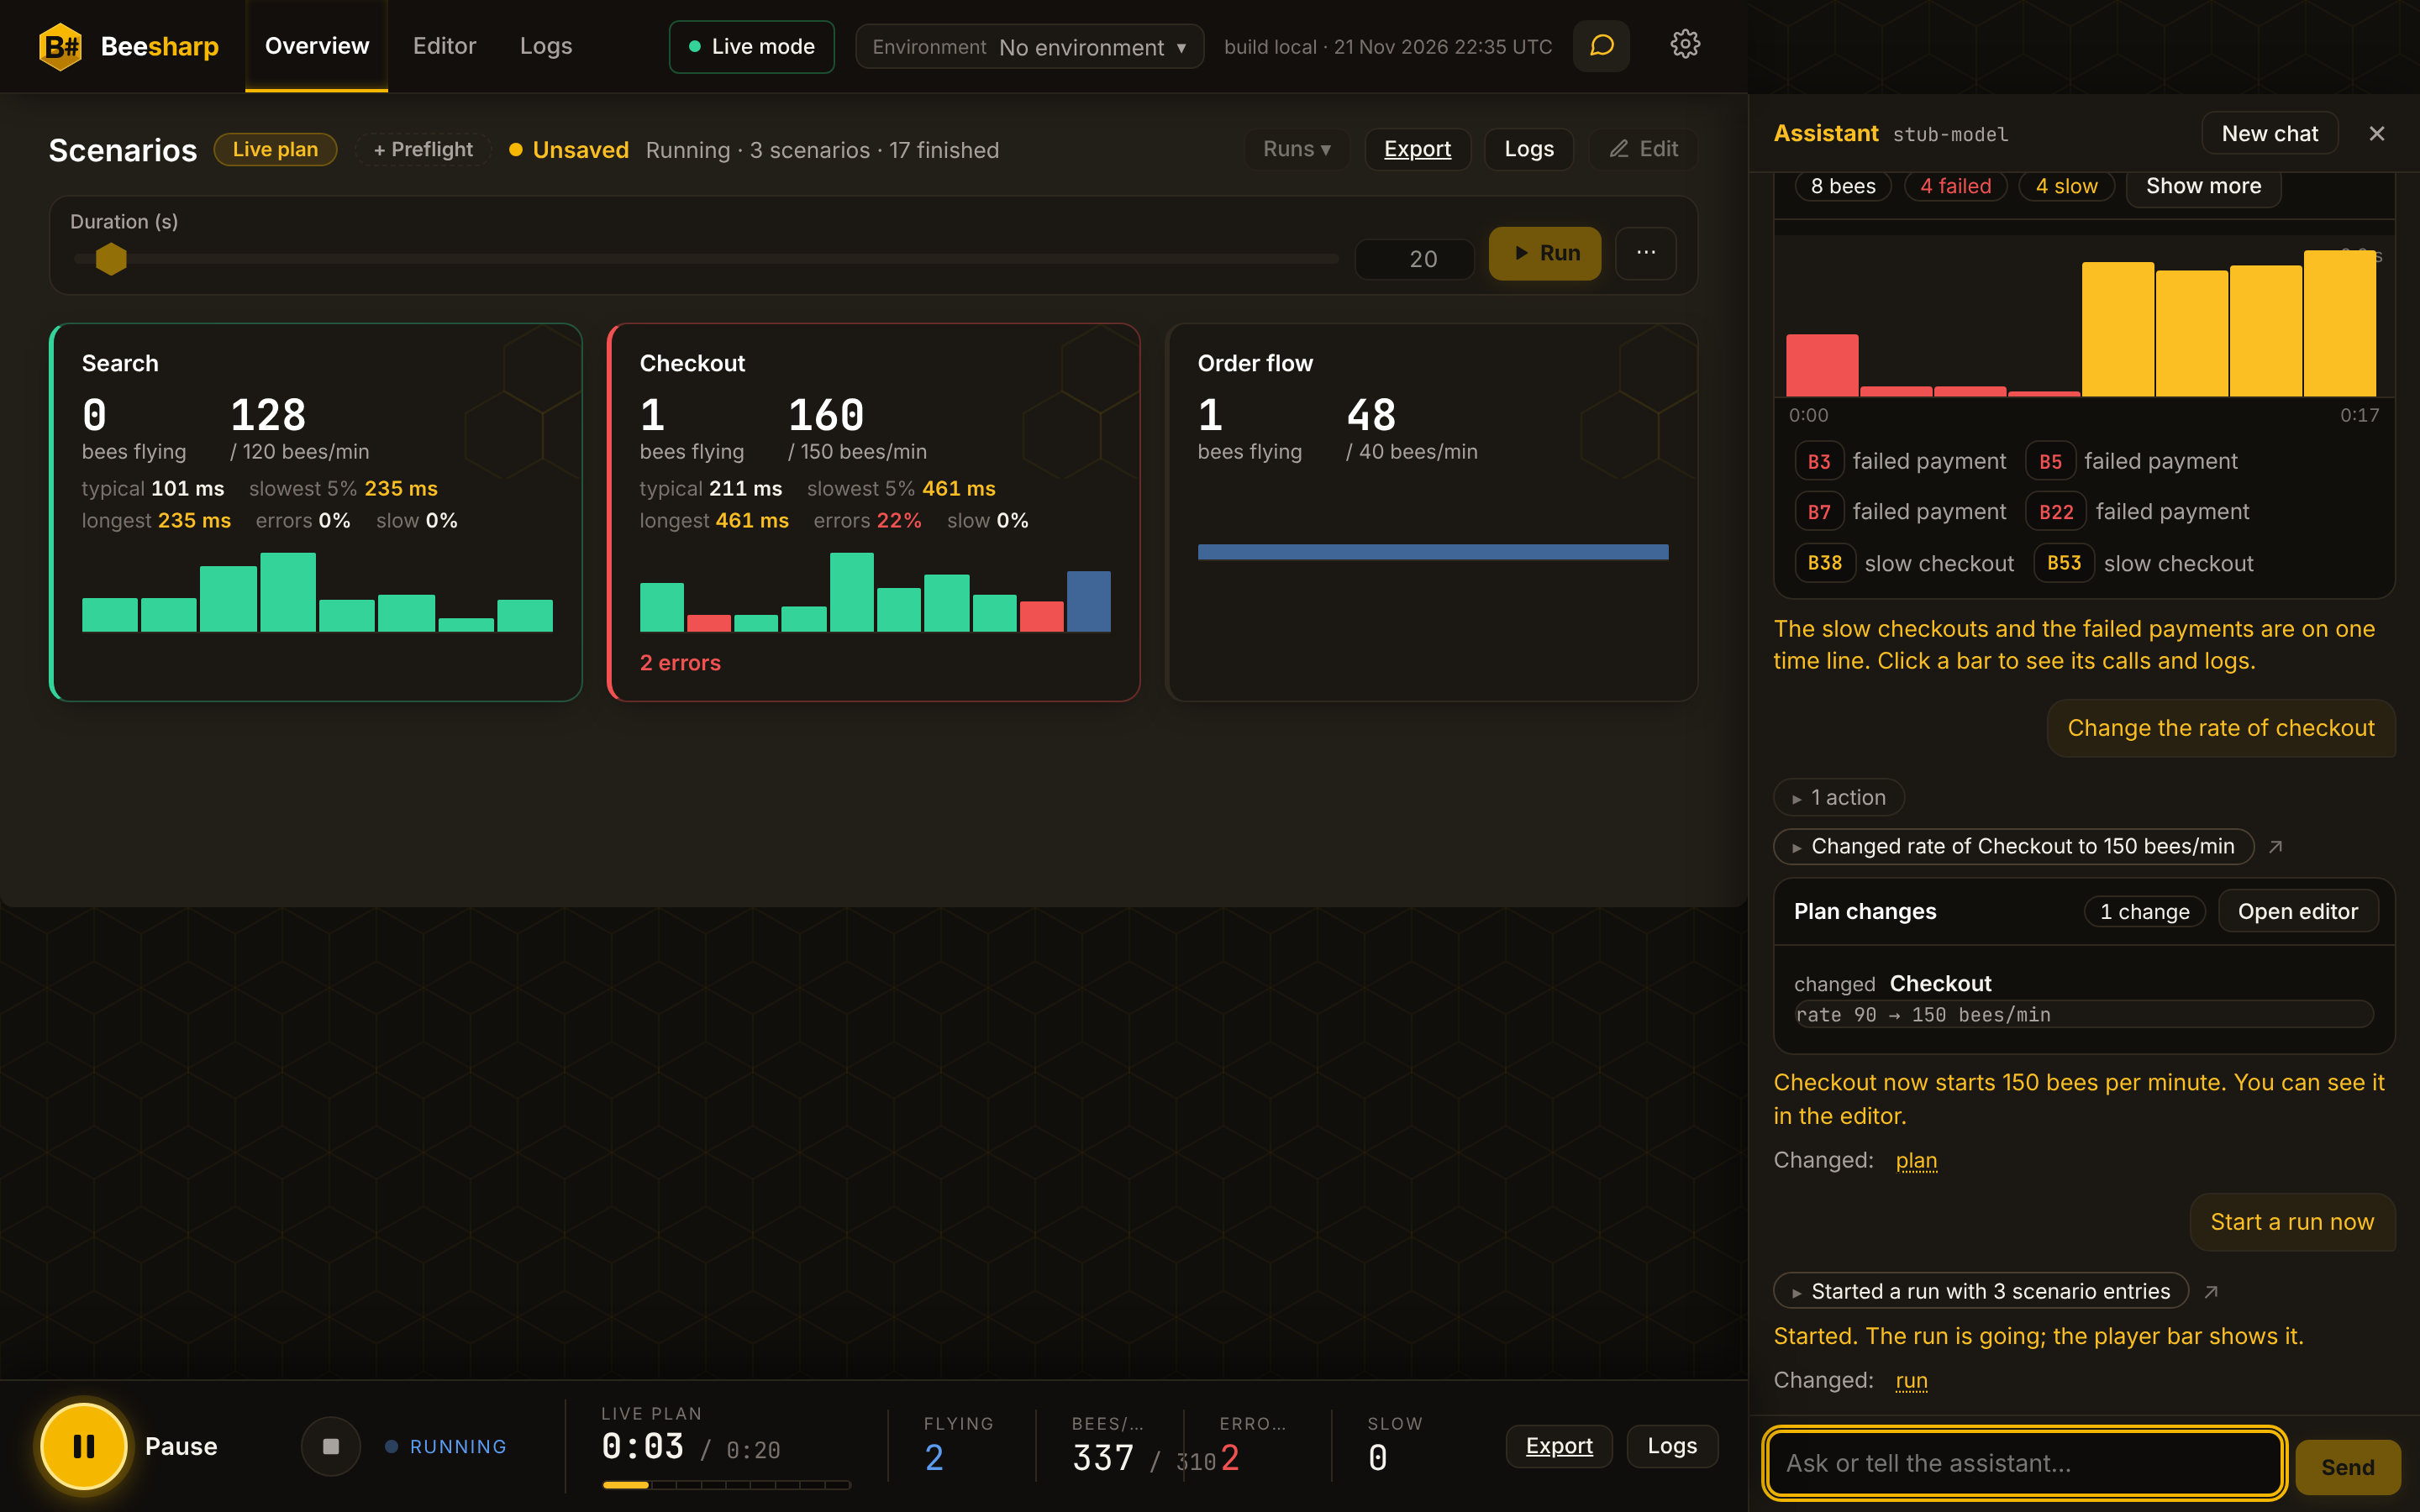 B# Beesharp Overview Editor Logs Live mode Environment No environment ▾ build local · 21 Nov 2026 22:35 UTC
Scenarios Live plan + Preflight Unsaved Running · 3 scenarios · 17 finished Runs ▾ Export Logs Edit
Duration (s)
20 Run ...
Search
0 128
bees flying / 120 bees/min
typical 101 ms slowest 5% 235 ms
longest 235 ms errors 0% slow 0%
Checkout
1 160
bees flying / 150 bees/min
typical 211 ms slowest 5% 461 ms
longest 461 ms errors 22% slow 0%
2 errors
Order flow
1 48
bees flying / 40 bees/min
Pause
RUNNING
LIVE PLAN
0:03 / 0:20
FLYING
2
BEES/...
337 / 310
ERRO...
2
SLOW
0
Export Logs
Assistant stub-model New chat ✕
8 bees 4 failed 4 slow Show more
0:00 0:17
B3 failed payment B5 failed payment
B7 failed payment B22 failed payment
B38 slow checkout B53 slow checkout
The slow checkouts and the failed payments are on one
time line. Click a bar to see its calls and logs.
Change the rate of checkout
▸ 1 action
▸ Changed rate of Checkout to 150 bees/min ↗
Plan changes 1 change Open editor
changed Checkout
rate 90 → 150 bees/min
Checkout now starts 150 bees per minute. You can see it
in the editor.
Changed: plan
Start a run now
▸ Started a run with 3 scenario entries ↗
Started. The run is going; the player bar shows it.
Changed: run
Ask or tell the assistant... Send